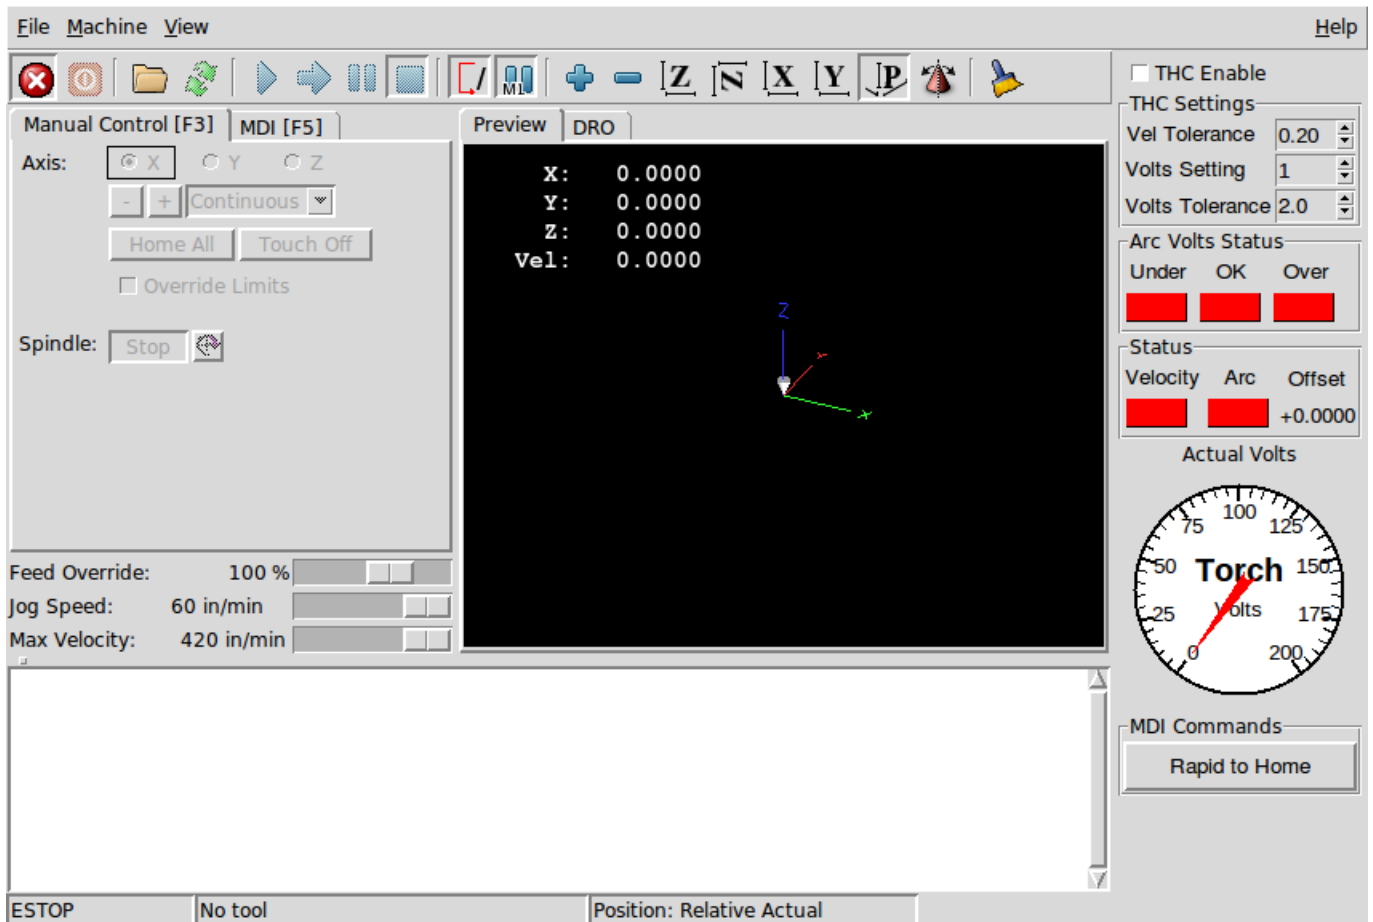 File Machine View Help
Z N X Y P
M1
THC Enable
THC Settings
Vel Tolerance 0.20
Volts Setting 1
Volts Tolerance 2.0
Arc Volts Status
Under OK Over
Status
Velocity Arc Offset
+0.0000
Actual Volts
0 25 50 75 100 125 150 175 200
Torch
Volts
MDI Commands
Rapid to Home
Manual Control [F3] MDI [F5]
Axis: X Y Z
- + Continuous
Home All Touch Off
Override Limits
Spindle: Stop
Feed Override: 100 %
Jog Speed: 60 in/min
Max Velocity: 420 in/min
Preview DRO
X: 0.0000
Y: 0.0000
Z: 0.0000
Vel: 0.0000
Z
Y
X
ESTOP No tool Position: Relative Actual